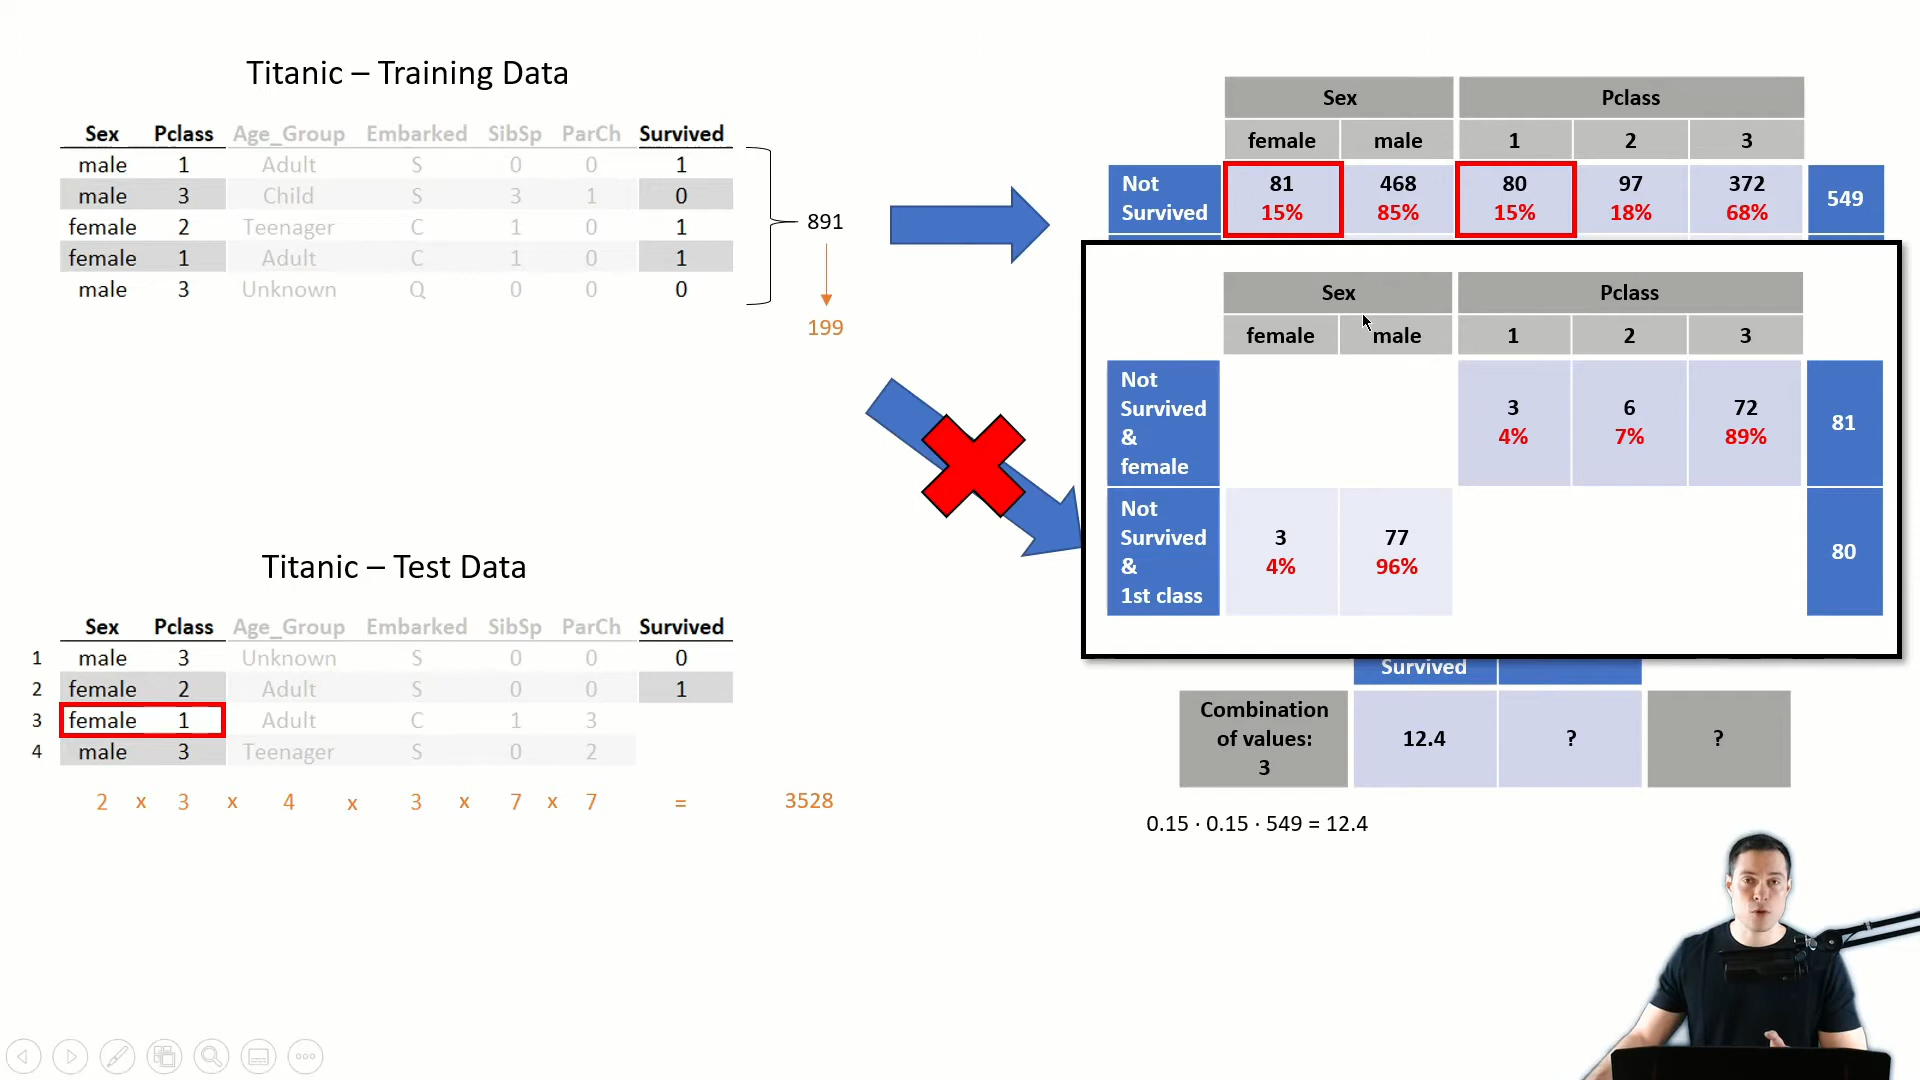 Titanic – Training Data
Sex Pclass Age_Group Embarked SibSp ParCh Survived
male 1 Adult S 0 0 1
male 3 Child S 3 1 0
female 2 Teenager C 1 0 1
female 1 Adult C 1 0 1
male 3 Unknown Q 0 0 0
891
199
Sex Pclass
female male 1 2 3
Not Survived 81 468 80 97 372 549
15% 85% 15% 18% 68%
Sex Pclass
female male 1 2 3
Not
Survived
&
female
3 6 72 81
4% 7% 89%
Not
Survived
&
1st class
3 77 80
4% 96%
Titanic – Test Data
Sex Pclass Age_Group Embarked SibSp ParCh Survived
1 male 3 Unknown S 0 0 0
2 female 2 Adult S 0 0 1
3 female 1 Adult C 1 3
4 male 3 Teenager S 0 2
2 x 3 x 4 x 3 x 7 x 7 = 3528
Survived
Combination
of values:
3
12.4 ? ?
0.15 · 0.15 · 549 = 12.4